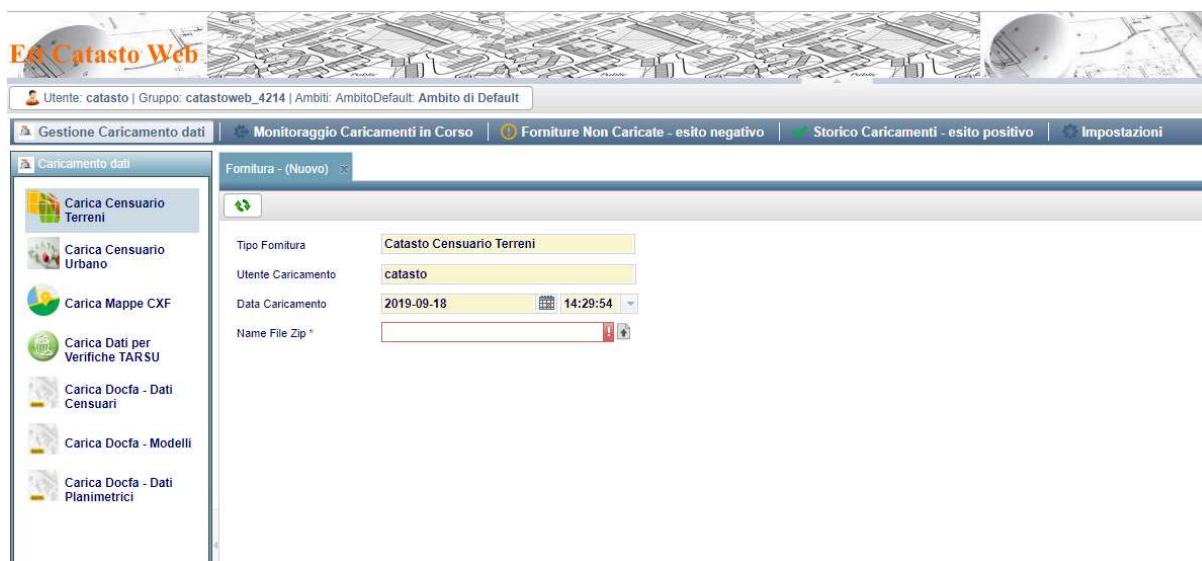 Eti Catasto Web
Utente: catasto | Gruppo: catastoweb_4214 | Ambiti: AmbitoDefault: Ambito di Default
Gestione Caricamento dati
Monitoraggio Caricamenti in Corso
Forniture Non Caricate - esito negativo
Storico Caricamenti - esito positivo
Impostazioni
Caricamento dati
Carica Censuario
Terreni
Carica Censuario
Urbano
Carica Mappe CXF
Carica Dati per
Verifiche TARSU
Carica Docfa - Dati
Censuari
Carica Docfa - Modelli
Carica Docfa - Dati
Planimetrici
Fornitura - (Nuovo)
Tipo Fornitura
Catasto Censuario Terreni
Utente Caricamento
catasto
Data Caricamento
2019-09-18
14:29:54
Name File Zip *